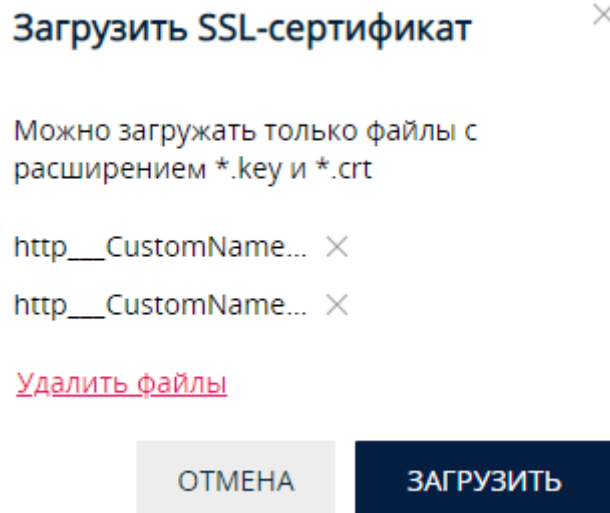 Загрузить SSL-сертификат
Можно загружать только файлы с
расширением *.key и *.crt
http___CustomName...
http___CustomName...
Удалить файлы
ОТМЕНА
ЗАГРУЗИТЬ